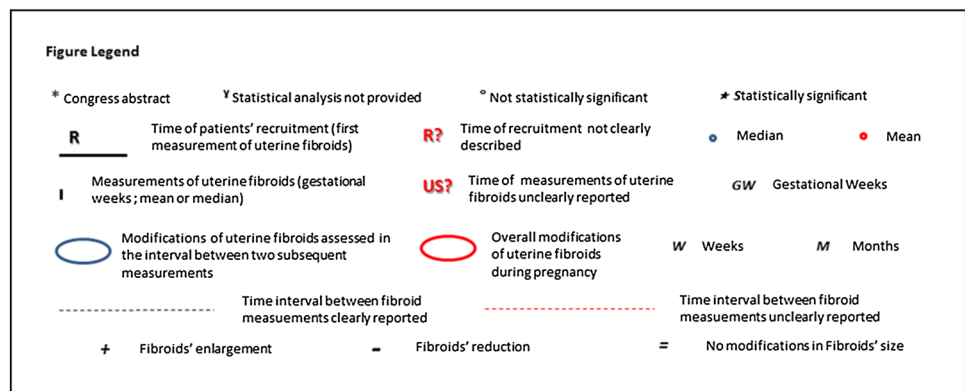 Figure Legend
* Congress abstract ¥ Statistical analysis not provided ° Not statistically significant ★ Statistically significant
R Time of patients' recruitment (first measurement of uterine fibroids) R? Time of recruitment not clearly described Median Mean
I Measurements of uterine fibroids (gestational weeks ; mean or median) US? Time of measurements of uterine fibroids unclearly reported GW Gestational Weeks
Modifications of uterine fibroids assessed in the interval between two subsequent measurements Overall modifications of uterine fibroids during pregnancy W Weeks M Months
Time interval between fibroid measuements clearly reported Time interval between fibroid measuements unclearly reported
+ Fibroids' enlargement - Fibroids' reduction = No modifications in Fibroids' size